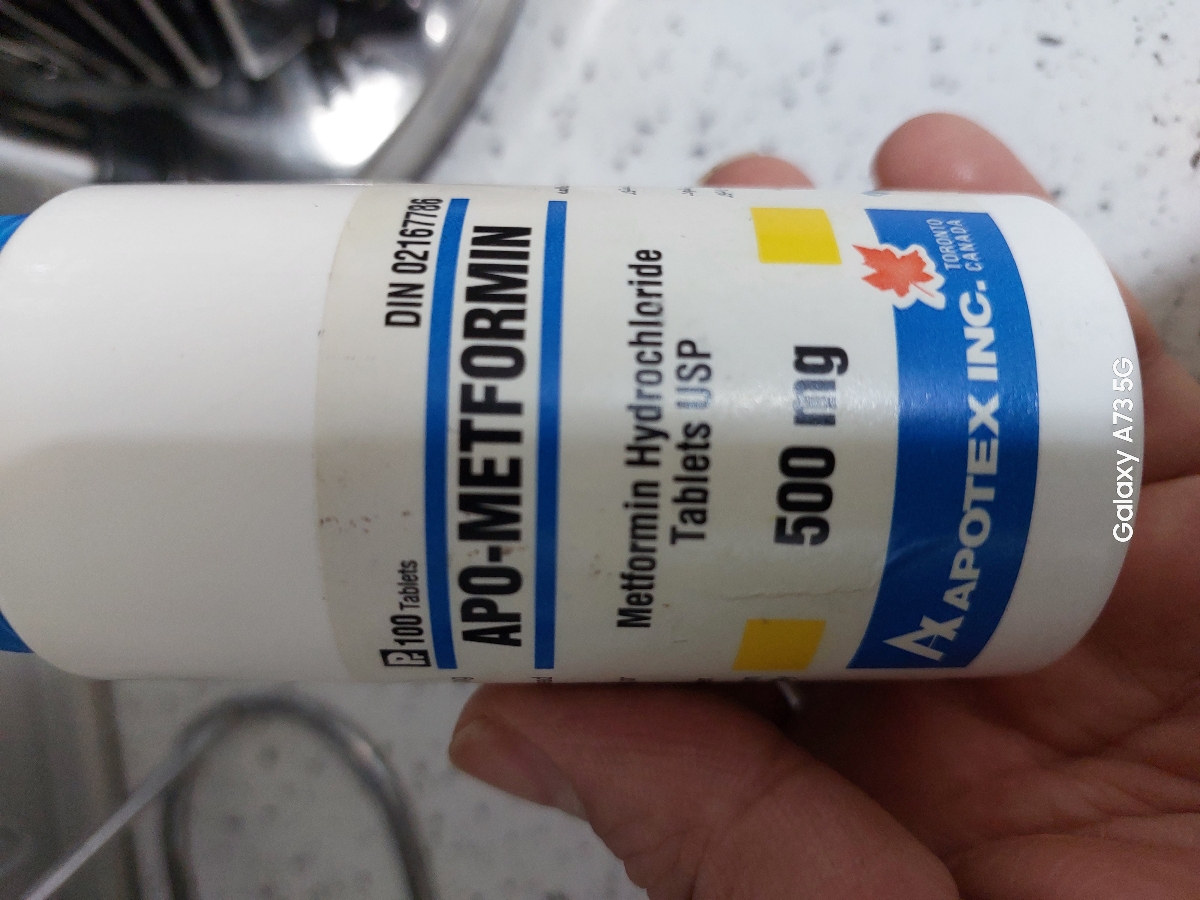 DIN 02167786
Pr 100 Tablets
APO-METFORMIN
Metformin Hydrochloride
Tablets USP
500 mg
APOTEX INC.
TORONTO
CANADA
Galaxy A73 5G